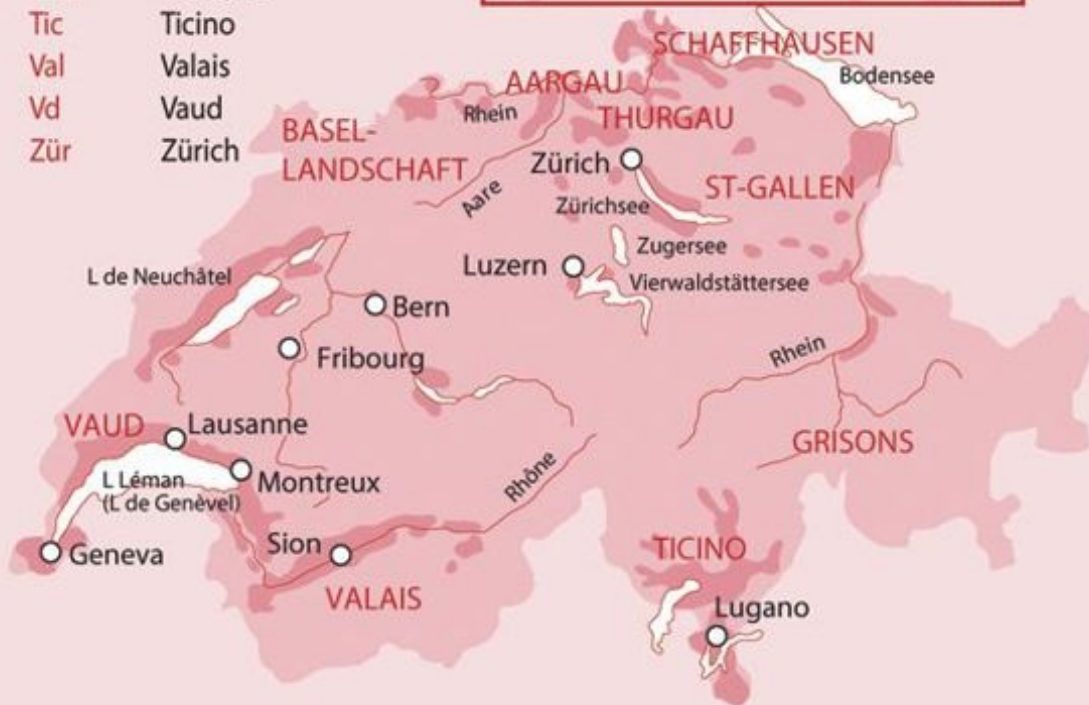 Tic Ticino
Val Valais
Vd Vaud
Zür Zürich
SCHAFFHAUSEN
Bodensee
AARGAU
Rhein
THURGAU
BASEL-
LANDSCHAFT
Zürich
Aare
ST-GALLEN
Zürichsee
Zugersee
L de Neuchâtel
Luzern
Vierwaldstättersee
Bern
Fribourg
Rhein
VAUD
Lausanne
GRISONS
L Léman
(L de Genèvel)
Montreux
Rhône
Geneva
Sion
TICINO
VALAIS
Lugano